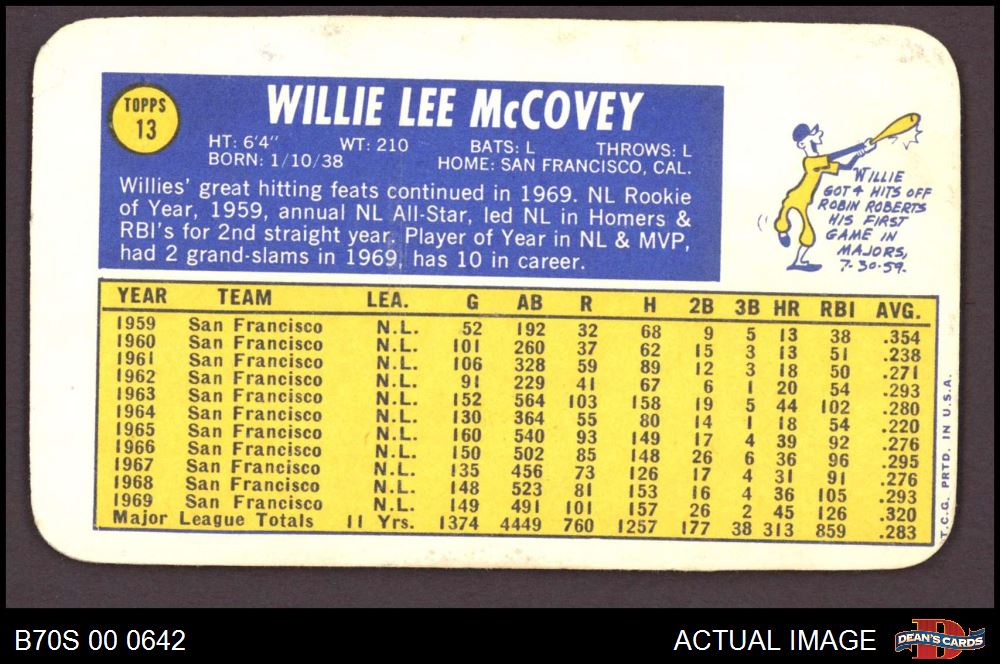 TOPPS
13
WILLIE LEE McCOVEY
HT: 6'4" WT: 210 BATS: L THROWS: L
BORN: 1/10/38 HOME: SAN FRANCISCO, CAL.
Willies' great hitting feats continued in 1969. NL Rookie
of Year, 1959, annual NL All-Star, led NL in Homers &
RBI's for 2nd straight year. Player of Year in NL & MVP,
had 2 grand-slams in 1969, has 10 in career.
WILLIE
GOT 4 HITS OFF
ROBIN ROBERTS
HIS FIRST
GAME IN
MAJORS,
7-30-59.
YEAR TEAM LEA. G AB R H 2B 3B HR RBI AVG.
1959 San Francisco N.L. 52 192 32 68 9 5 13 38 .354
1960 San Francisco N.L. 101 260 37 62 15 3 13 51 .238
1961 San Francisco N.L. 106 328 59 89 12 3 18 50 .271
1962 San Francisco N.L. 91 229 41 67 6 1 20 54 .293
1963 San Francisco N.L. 152 564 103 158 19 5 44 102 .280
1964 San Francisco N.L. 130 364 55 80 14 1 18 54 .220
1965 San Francisco N.L. 160 540 93 149 17 4 39 92 .276
1966 San Francisco N.L. 150 502 85 148 26 6 36 96 .295
1967 San Francisco N.L. 135 456 73 126 17 4 31 91 .276
1968 San Francisco N.L. 148 523 81 153 16 4 36 105 .293
1969 San Francisco N.L. 149 491 101 157 26 2 45 126 .320
Major League Totals 11 Yrs. 1374 4449 760 1257 177 38 313 859 .283
T.C.G. PRTD. IN U.S.A.
B70S 00 0642
ACTUAL IMAGE
D
DEAN'S CARDS